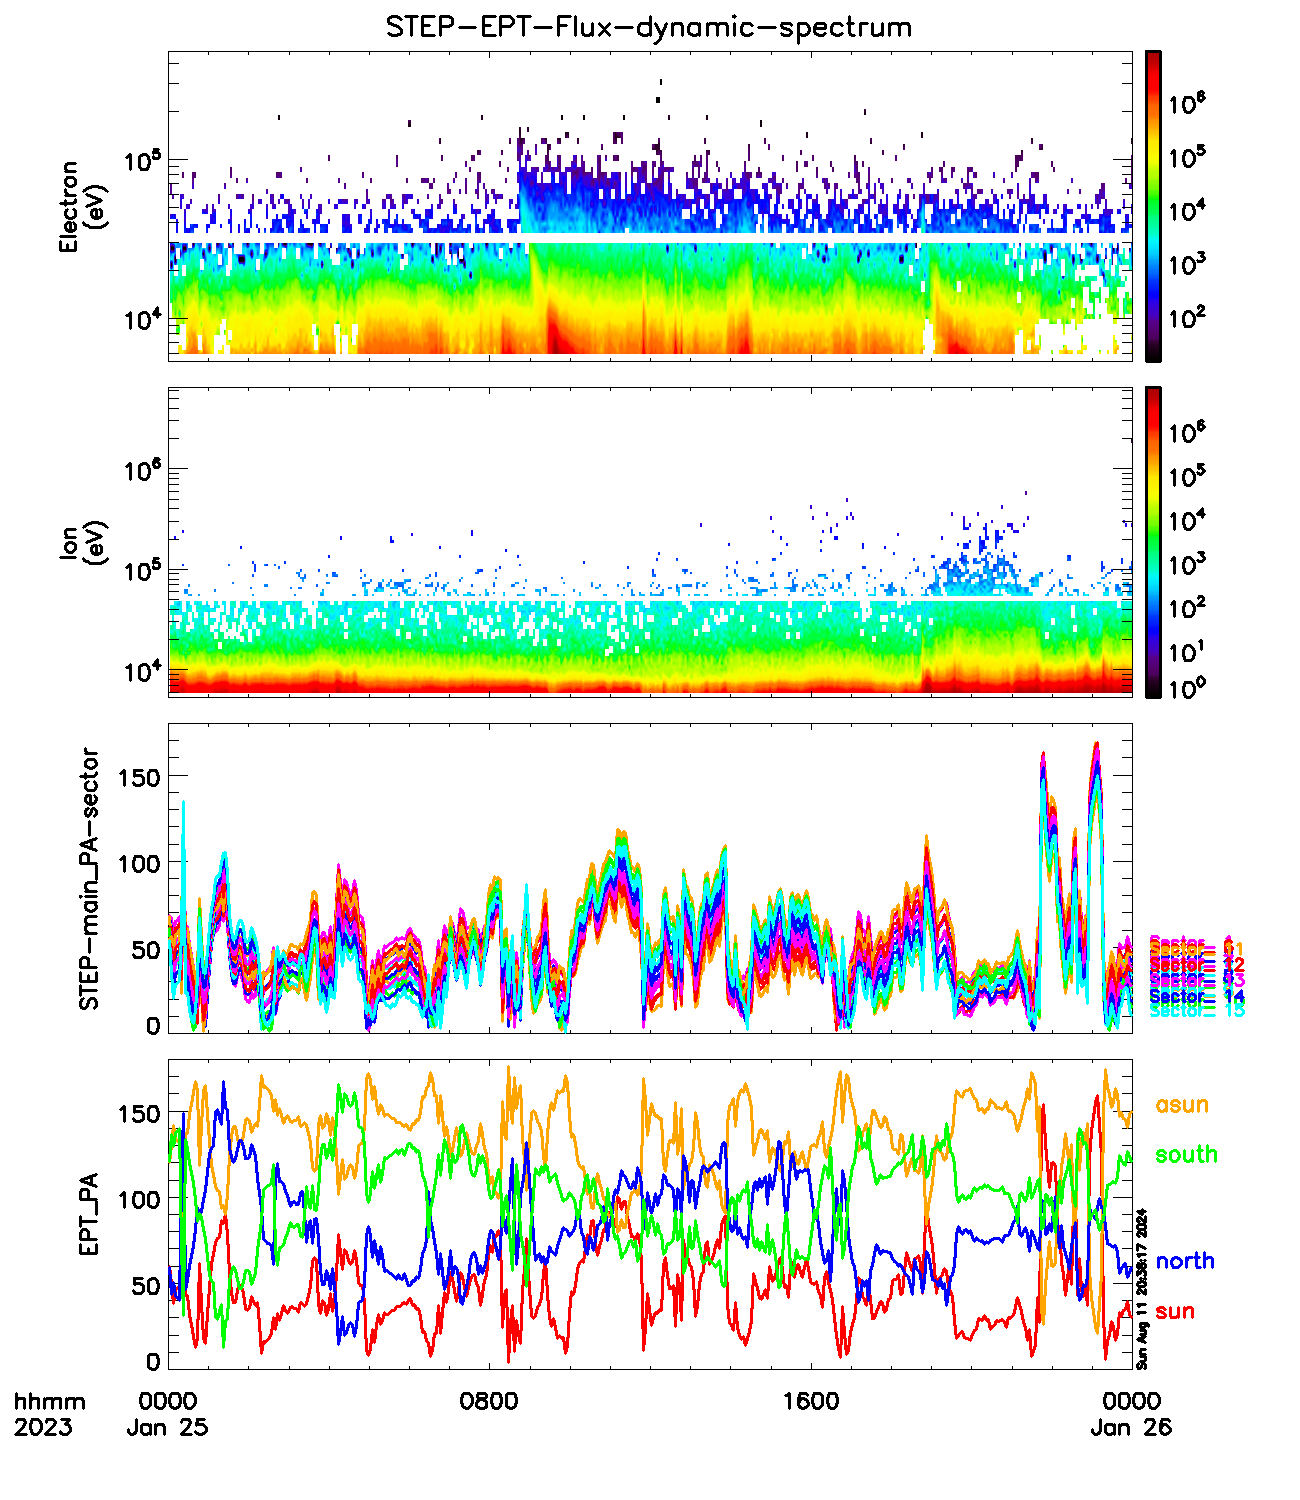 STEP-EPT-Flux-dynamic-spectrum
Electron
(eV)
10^5
10^4
10^6
10^5
10^4
10^3
10^2
Ion
(eV)
10^6
10^5
10^4
10^6
10^5
10^4
10^3
10^2
10^1
10^0
STEP-main_PA-sector
150
100
50
0
Sector= 14
Sector= 15
EPT_PA
150
100
50
0
asun
south
north
sun
Sun Aug 11 20:38:17 2024
hhmm
2023
0000
Jan 25
0800
1600
0000
Jan 26